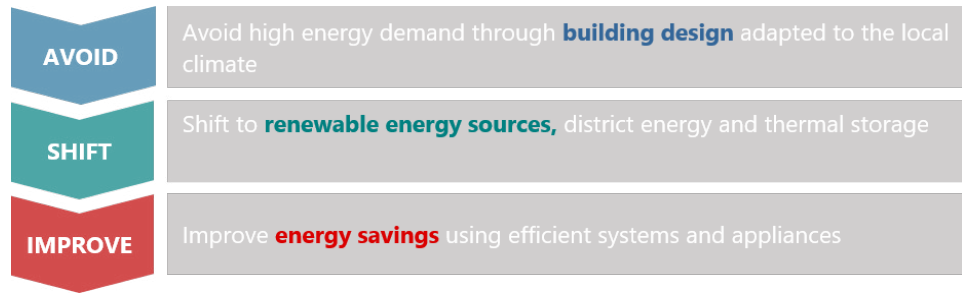 AVOID
Avoid high energy demand through building design adapted to the local
climate
SHIFT
Shift to renewable energy sources, district energy and thermal storage
IMPROVE
Improve energy savings using efficient systems and appliances